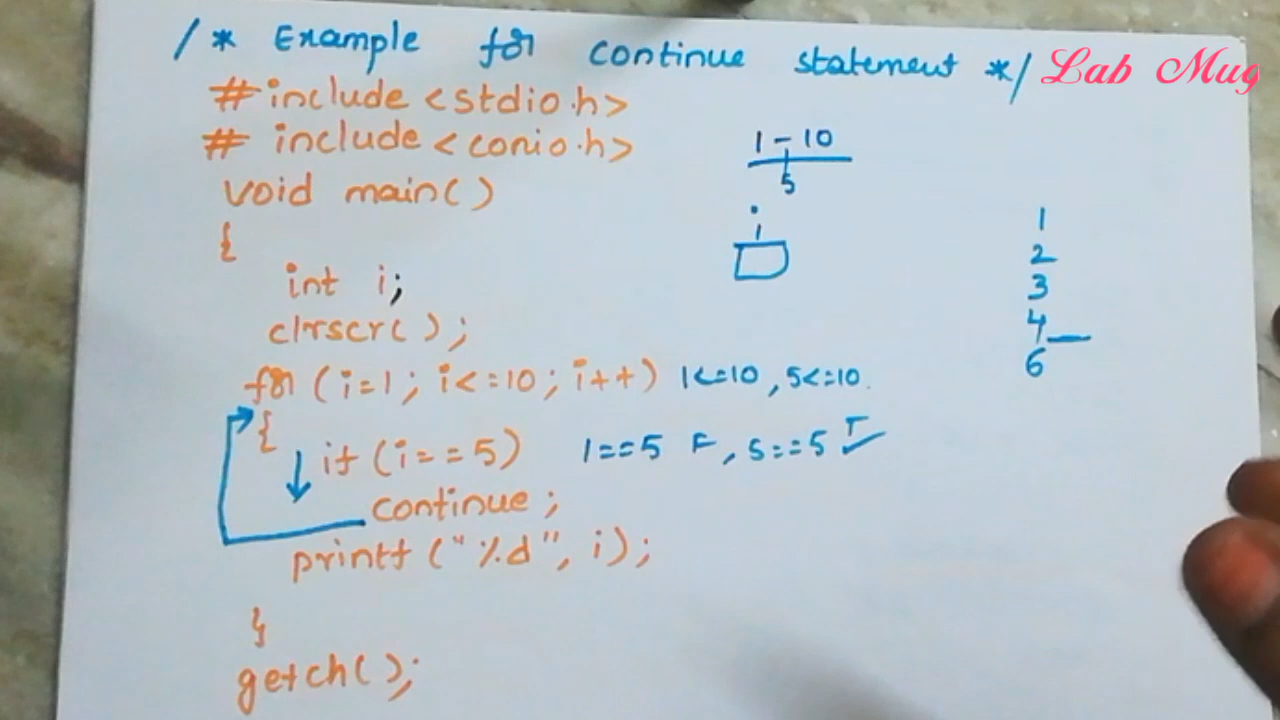 /* Example for continue statement */
Lab Mug
#include <stdio.h>
# include <conio.h>
void main()
{
int i;
clrscr();
for (i=1; i<=10; i++) 1<=10, 5<=10.
{
if (i==5) 1==5 F, 5==5 T
continue;
printf ("%d", i);
}
getch();
1-10
5
i
1
2
3
4
6